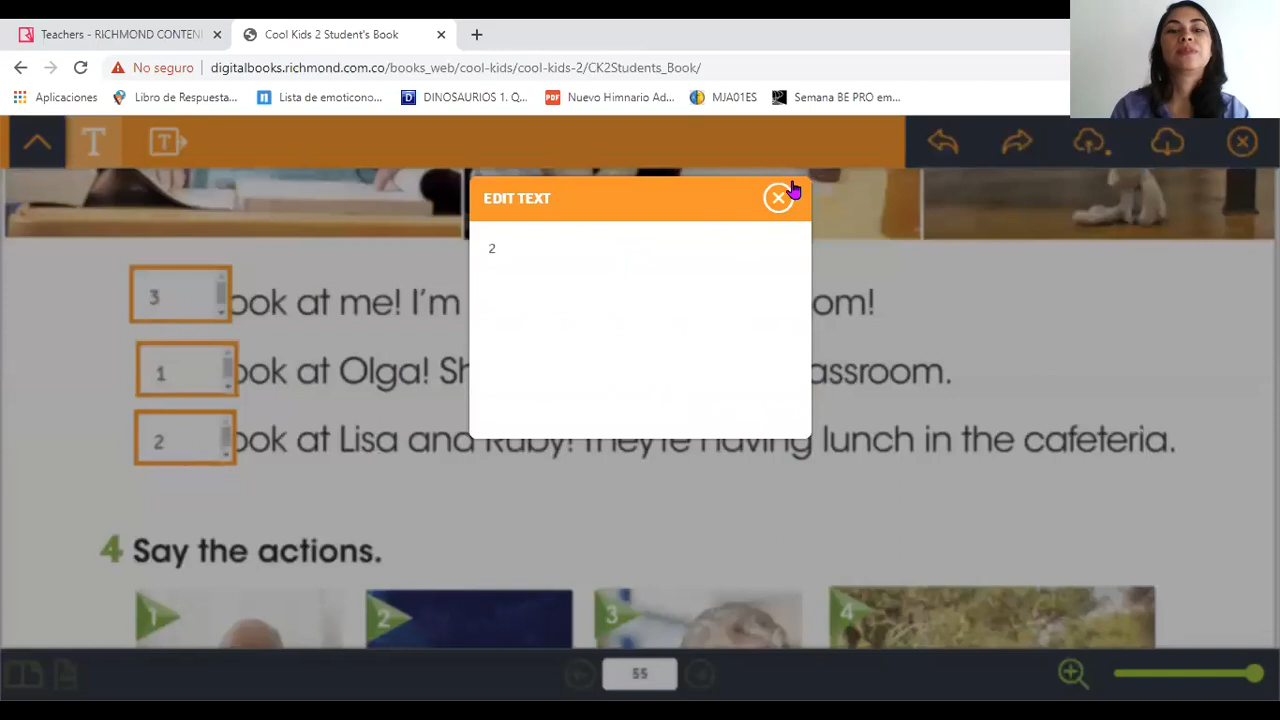 Teachers - RICHMOND CONTEN
Cool Kids 2 Student's Book
No seguro
digitalbooks.richmond.com.co/books_web/cool-kids/cool-kids-2/CK2Students_Book/
Aplicaciones
Libro de Respuesta...
Lista de emoticono...
D
DINOSAURIOS 1. Q...
PDF
Nuevo Himnario Ad...
MJA01ES
Semana BE PRO em...
T
T
EDIT TEXT
2
3 ook at me! I'm om!
1 ook at Olga! Sh assroom.
2 ook at Lisa and Ruby! They're having lunch in the cafeteria.
4 Say the actions.
1
2
3
4
55